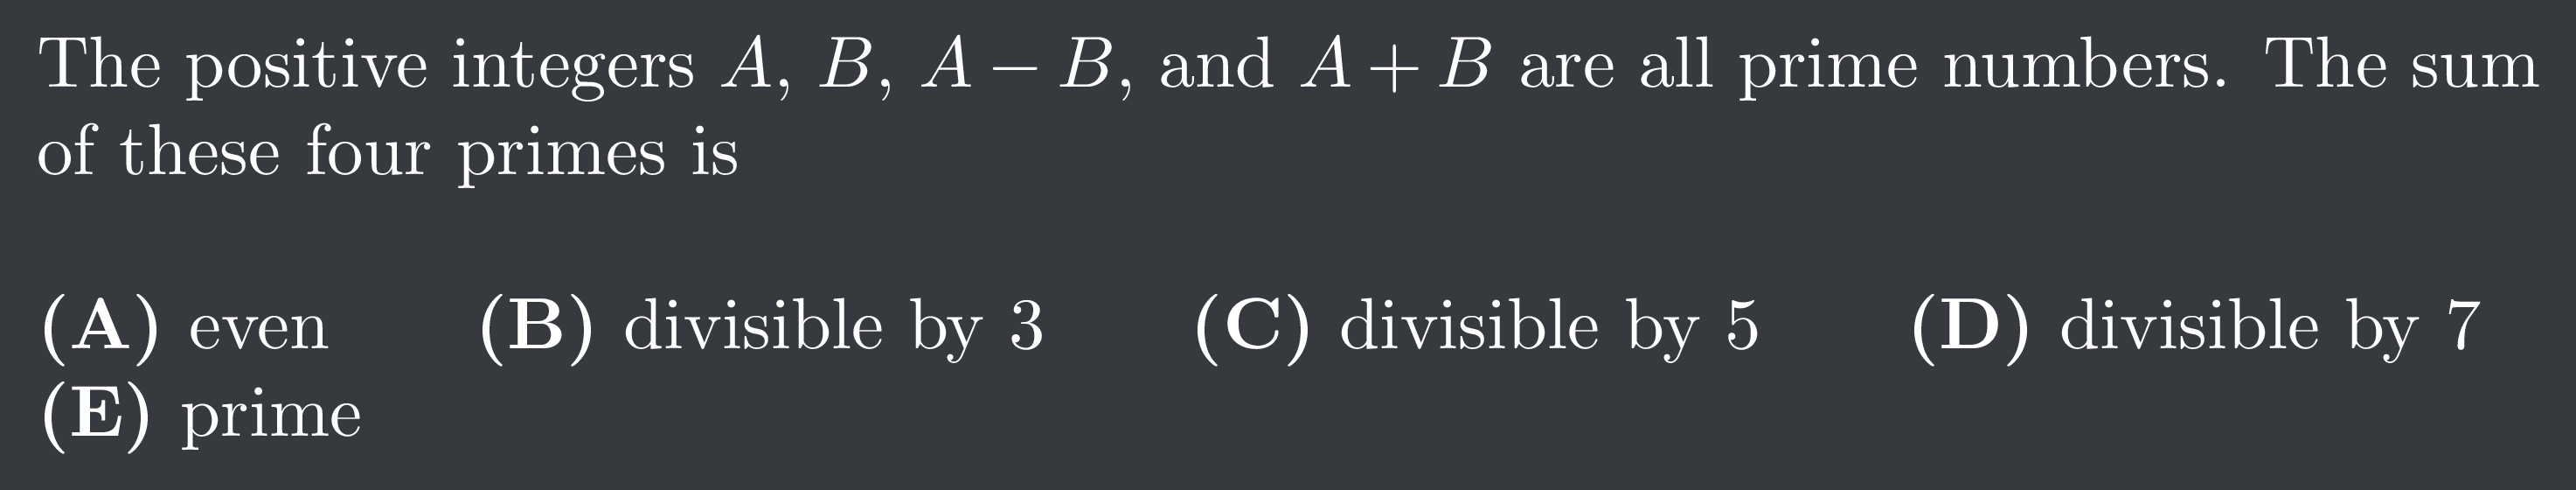 The positive integers A, B, A − B, and A + B are all prime numbers. The sum
of these four primes is
(A) even (B) divisible by 3 (C) divisible by 5 (D) divisible by 7
(E) prime